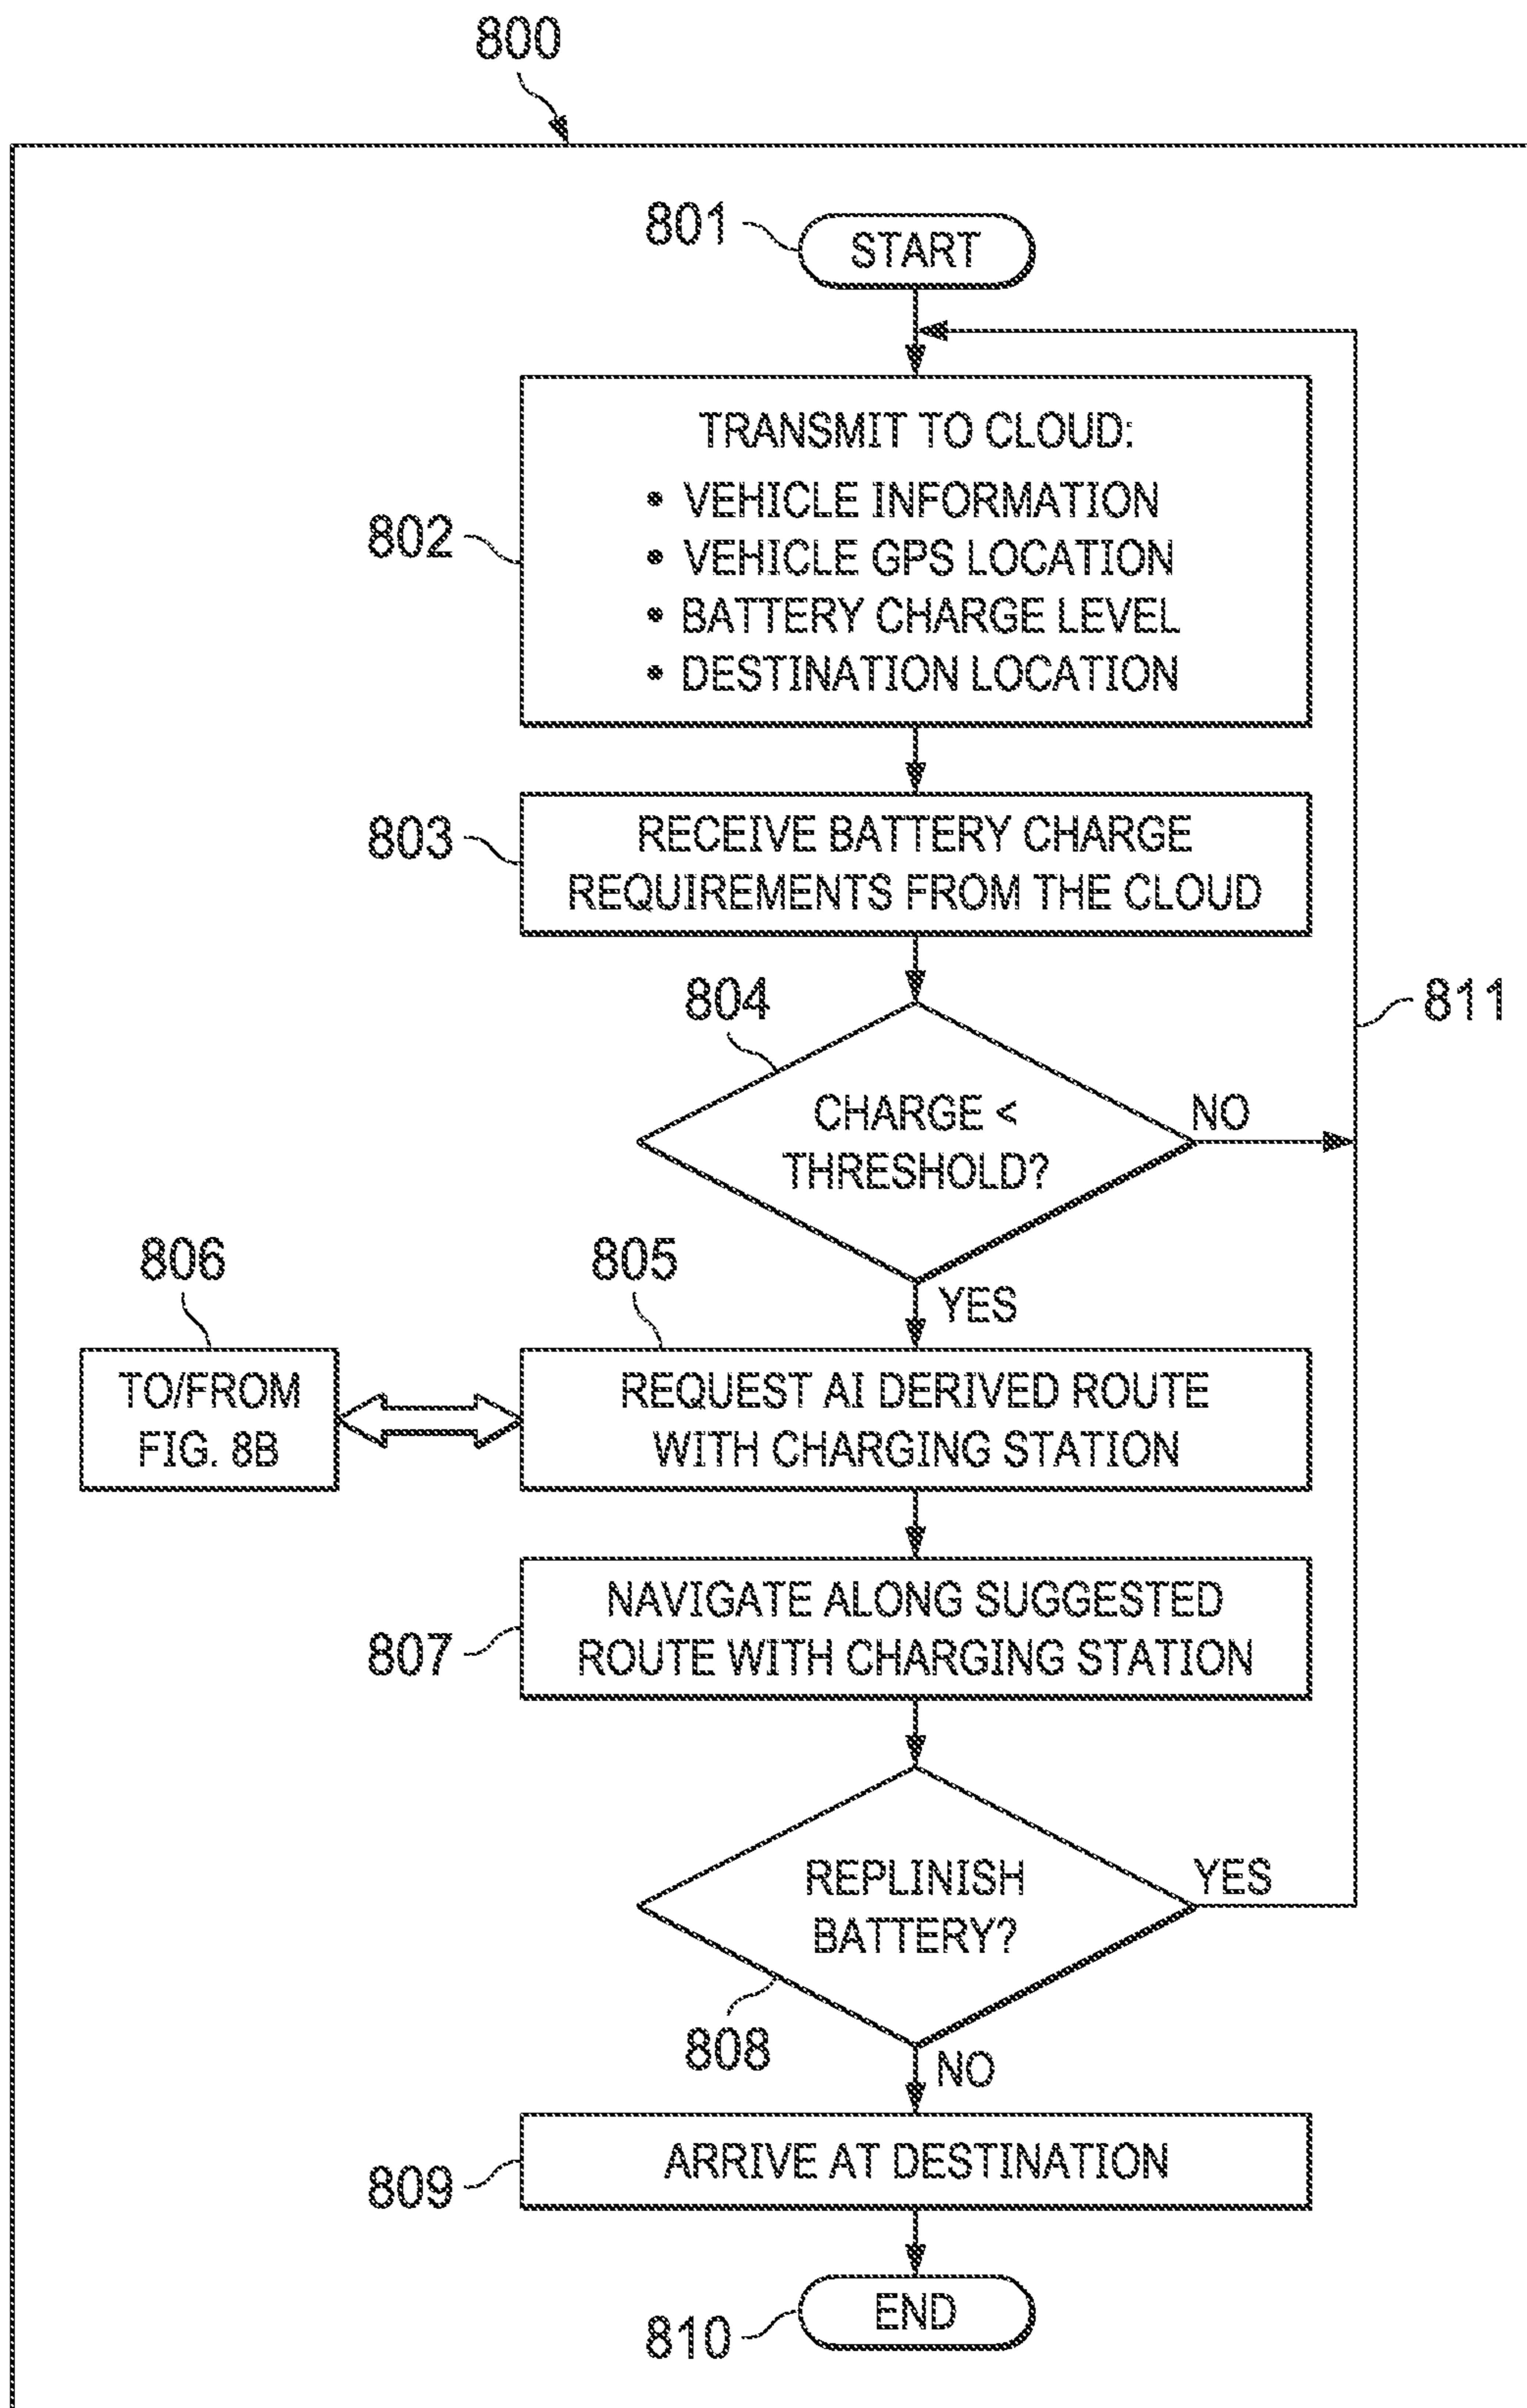 800
801
START
TRANSMIT TO CLOUD:
• VEHICLE INFORMATION
802
• VEHICLE GPS LOCATION
• BATTERY CHARGE LEVEL
• DESTINATION LOCATION
803
RECEIVE BATTERY CHARGE
REQUIREMENTS FROM THE CLOUD
804
811
CHARGE <
THRESHOLD?
NO
YES
806
805
TO/FROM
FIG. 8B
REQUEST AI DERIVED ROUTE
WITH CHARGING STATION
807
NAVIGATE ALONG SUGGESTED
ROUTE WITH CHARGING STATION
REPLINISH
BATTERY?
YES
808
NO
809
ARRIVE AT DESTINATION
810
END